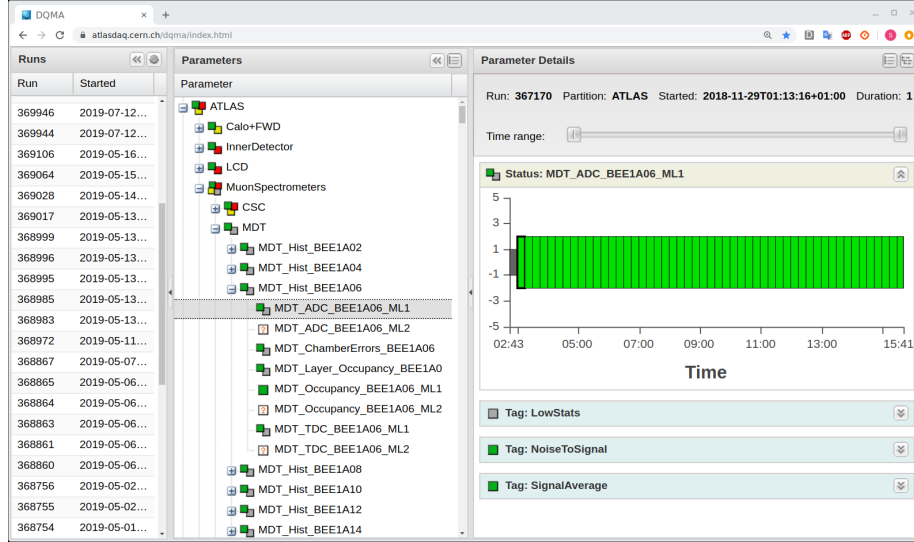 DQMA
atlasdaq.cern.ch/dqma/index.html
Runs
Run Started
369946 2019-07-12...
369944 2019-07-12...
369106 2019-05-16...
369064 2019-05-15...
369028 2019-05-14...
369017 2019-05-13...
368999 2019-05-13...
368996 2019-05-13...
368995 2019-05-13...
368985 2019-05-13...
368983 2019-05-13...
368972 2019-05-11...
368867 2019-05-07...
368865 2019-05-06...
368864 2019-05-06...
368863 2019-05-06...
368861 2019-05-06...
368860 2019-05-06...
368756 2019-05-02...
368755 2019-05-02...
368754 2019-05-01...
Parameters
Parameter
ATLAS
Calo+FWD
InnerDetector
LCD
MuonSpectrometers
CSC
MDT
MDT_Hist_BEE1A02
MDT_Hist_BEE1A04
MDT_Hist_BEE1A06
MDT_ADC_BEE1A06_ML1
MDT_ADC_BEE1A06_ML2
MDT_ChamberErrors_BEE1A06
MDT_Layer_Occupancy_BEE1A0
MDT_Occupancy_BEE1A06_ML1
MDT_Occupancy_BEE1A06_ML2
MDT_TDC_BEE1A06_ML1
MDT_TDC_BEE1A06_ML2
MDT_Hist_BEE1A08
MDT_Hist_BEE1A10
MDT_Hist_BEE1A12
MDT_Hist_BEE1A14
Parameter Details
Run: 367170 Partition: ATLAS Started: 2018-11-29T01:13:16+01:00 Duration: 1
Time range:
Status: MDT_ADC_BEE1A06_ML1
5
3
1
-1
-3
-5
02:43 05:00 07:00 09:00 11:00 13:00 15:41
Time
Tag: LowStats
Tag: NoiseToSignal
Tag: SignalAverage